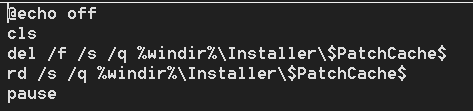 @echo off
cls
del /f /s /q %windir%\Installer\$PatchCache$
rd /s /q %windir%\Installer\$PatchCache$
pause